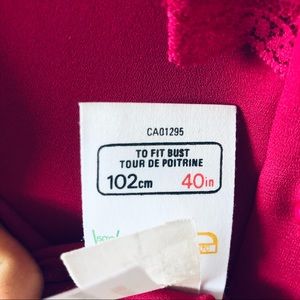 CA01295
TO FIT BUST
TOUR DE POITRINE
102cm 40in